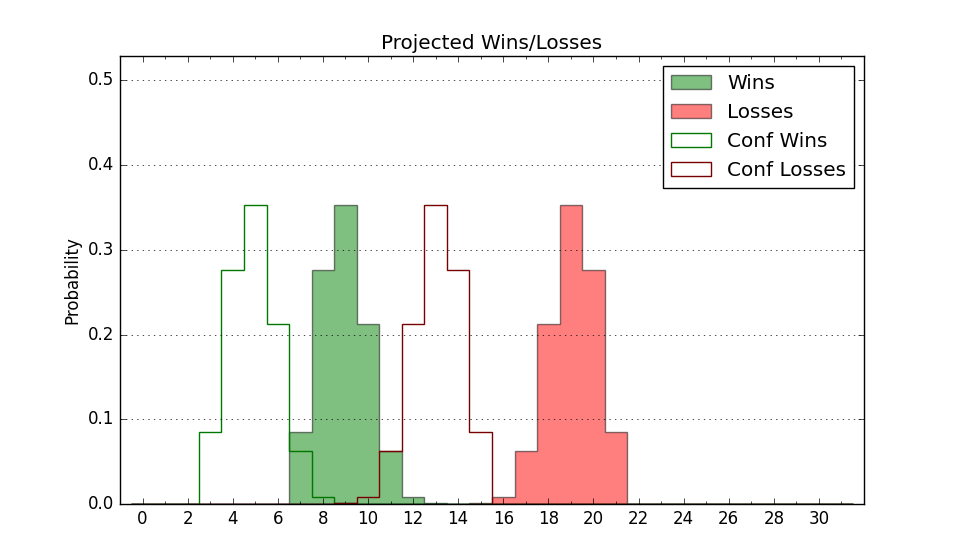 Projected Wins/Losses
Probability
0.5
0.4
0.3
0.2
0.1
0.0
0 2 4 6 8 10 12 14 16 18 20 22 24 26 28 30
Wins
Losses
Conf Wins
Conf Losses